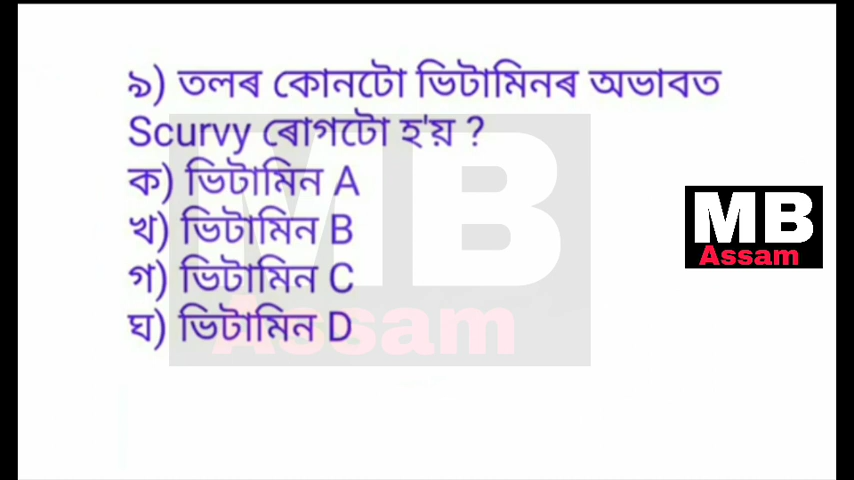 ৯) তলৰ কোনটো ভিটামিনৰ অভাবত
Scurvy ৰোগটো হ'য় ?
ক) ভিটামিন A
খ) ভিটামিন B
গ) ভিটামিন C
ঘ) ভিটামিন D
MB
Assam
MB
Assam